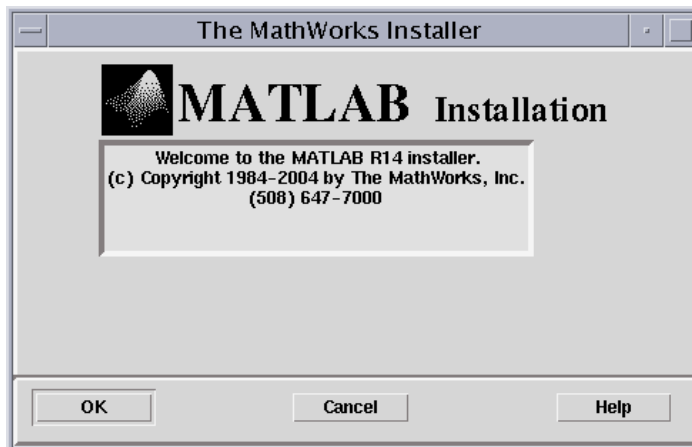 The MathWorks Installer
MATLAB Installation
Welcome to the MATLAB R14 installer.
(c) Copyright 1984-2004 by The MathWorks, Inc.
(508) 647-7000
OK Cancel Help